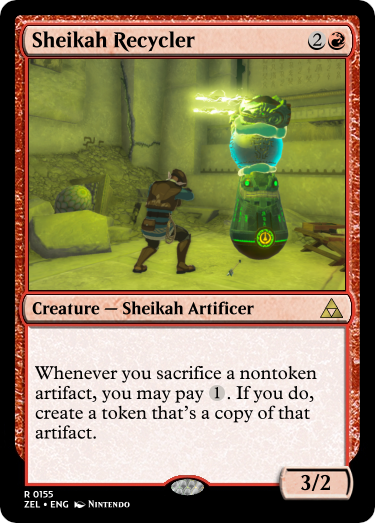 Sheikah Recycler 2
Creature — Sheikah Artificer
Whenever you sacrifice a nontoken
artifact, you may pay 1. If you do,
create a token that's a copy of that
artifact.
3/2
R 0155
ZEL • ENG Nintendo